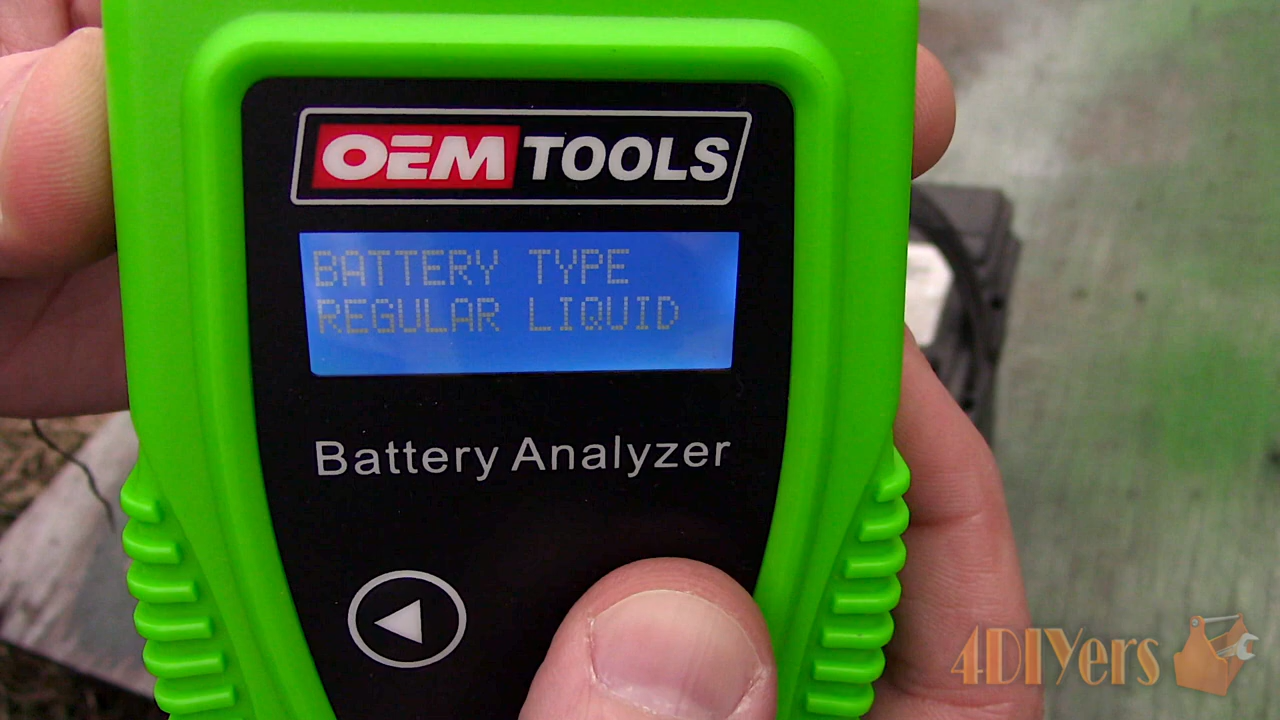 OEM TOOLS
BATTERY TYPE
REGULAR LIQUID
Battery Analyzer
4DIYers